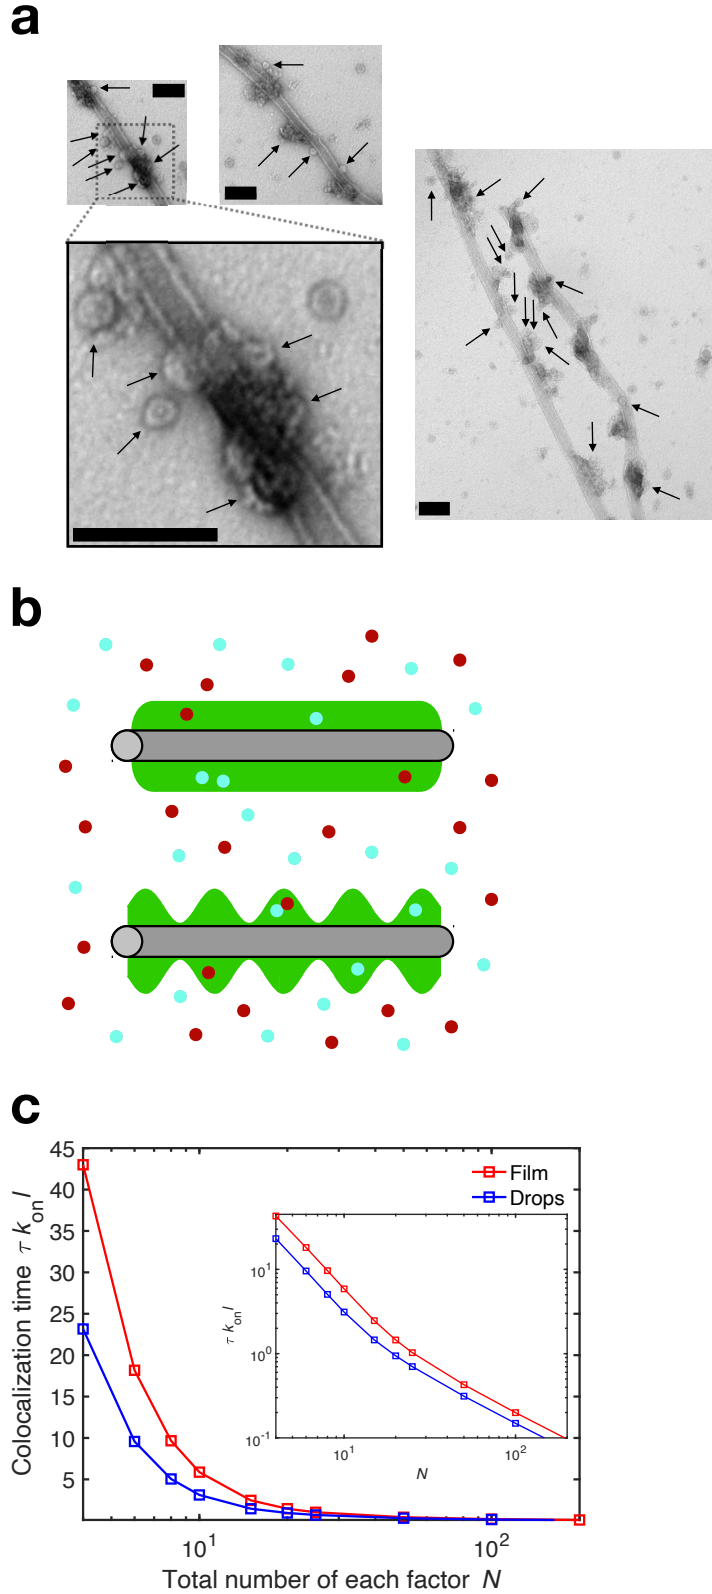 a
b
c
45
40
35
30
25
20
15
10
5
Colocalization time τ k_on l
Film
Drops
10^1
10^0
10^-1
τ k_on l
10^1
10^2
N
10^1
10^2
Total number of each factor N